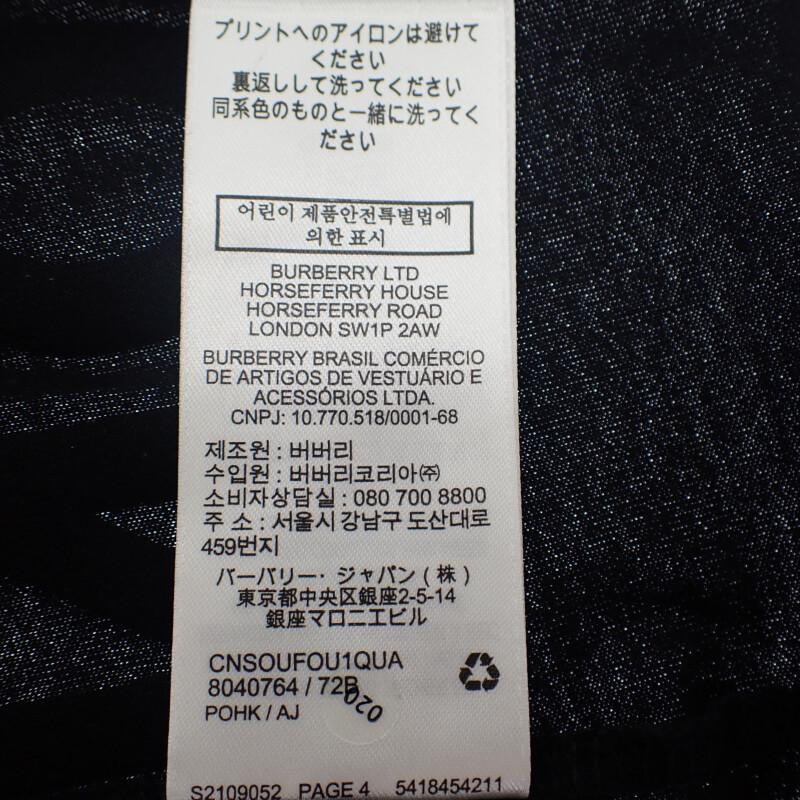 プリントへのアイロンは避けて
ください
裏返しして洗ってください
同系色のものと一緒に洗ってく
ださい
어린이 제품안전특별법에
의한 표시
BURBERRY LTD
HORSEFERRY HOUSE
HORSEFERRY ROAD
LONDON SW1P 2AW
BURBERRY BRASIL COMÉRCIO
DE ARTIGOS DE VESTUÁRIO E
ACESSÓRIOS LTDA.
CNPJ: 10.770.518/0001-68
제조원 : 버버리
수입원 : 버버리코리아㈜
소비자상담실 : 080 700 8800
주 소 : 서울시 강남구 도산대로
459번지
バーバリー・ジャパン ( 株 )
東京都中央区銀座2-5-14
銀座マロニエビル
CNSOUFOU1QUA
8040764 / 72B
020
POHK / AJ
S2109052 PAGE 4 5418454211